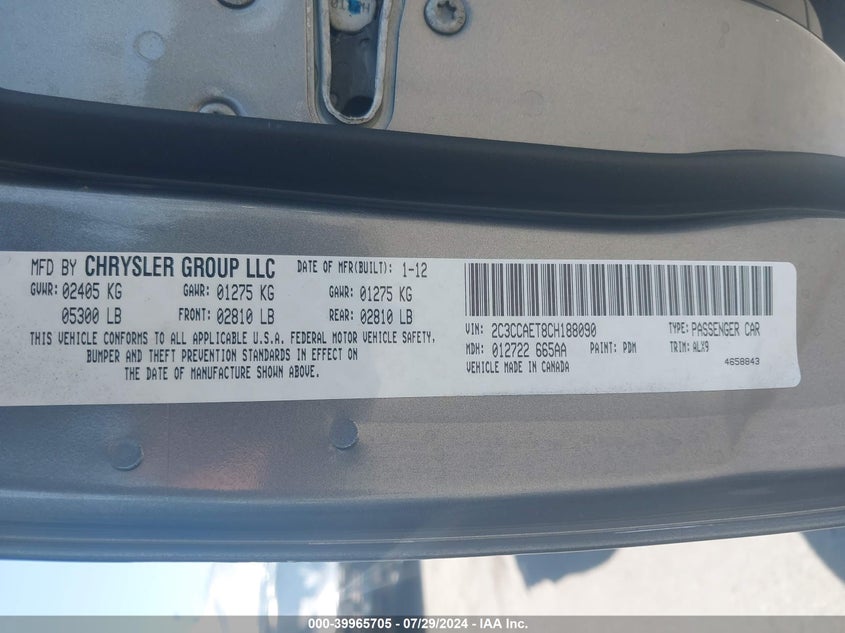 MFD BY CHRYSLER GROUP LLC DATE OF MFR(BUILT): 1-12
GVWR: 02405 KG GAWR: 01275 KG GAWR: 01275 KG
05300 LB FRONT: 02810 LB REAR: 02810 LB
THIS VEHICLE CONFORMS TO ALL APPLICABLE U.S.A. FEDERAL MOTOR VEHICLE SAFETY,
BUMPER AND THEFT PREVENTION STANDARDS IN EFFECT ON
THE DATE OF MANUFACTURE SHOWN ABOVE.
VIN: 2C3CCAET8CH188090 TYPE: PASSENGER CAR
MDH: 012722 665AA PAINT: PDM TRIM: ALX9
VEHICLE MADE IN CANADA 4658843
000-39965705 - 07/29/2024 - IAA Inc.